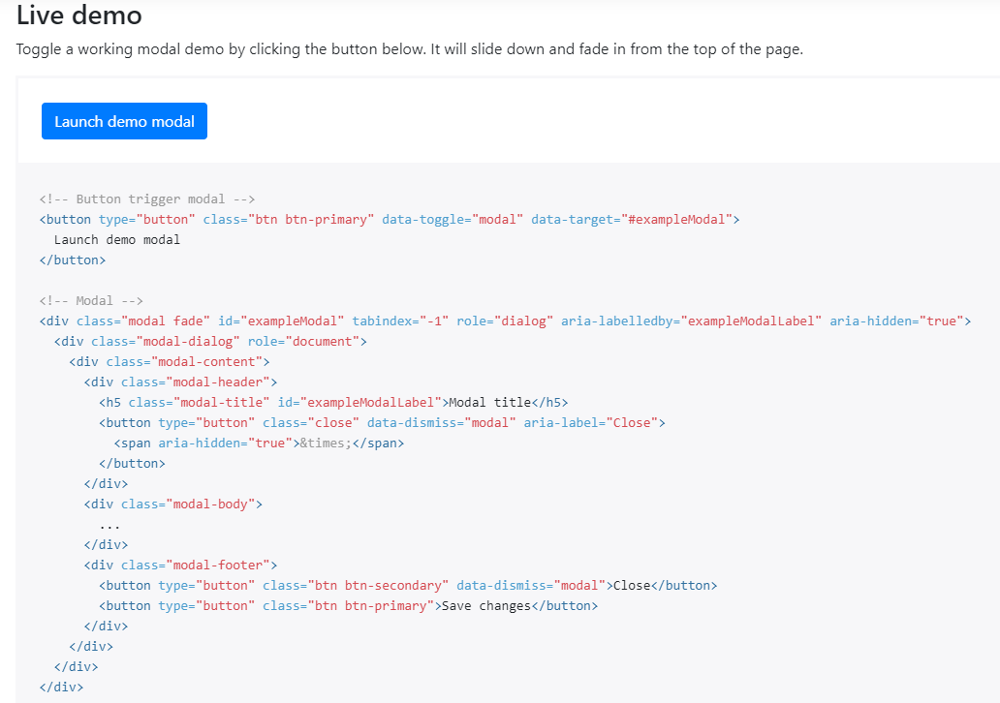 Live demo
Toggle a working modal demo by clicking the button below. It will slide down and fade in from the top of the page.
Launch demo modal
<!-- Button trigger modal -->
<button type="button" class="btn btn-primary" data-toggle="modal" data-target="#exampleModal">
  Launch demo modal
</button>

<!-- Modal -->
<div class="modal fade" id="exampleModal" tabindex="-1" role="dialog" aria-labelledby="exampleModalLabel" aria-hidden="true">
  <div class="modal-dialog" role="document">
    <div class="modal-content">
      <div class="modal-header">
        <h5 class="modal-title" id="exampleModalLabel">Modal title</h5>
        <button type="button" class="close" data-dismiss="modal" aria-label="Close">
          <span aria-hidden="true">&times;</span>
        </button>
      </div>
      <div class="modal-body">
        ...
      </div>
      <div class="modal-footer">
        <button type="button" class="btn btn-secondary" data-dismiss="modal">Close</button>
        <button type="button" class="btn btn-primary">Save changes</button>
      </div>
    </div>
  </div>
</div>